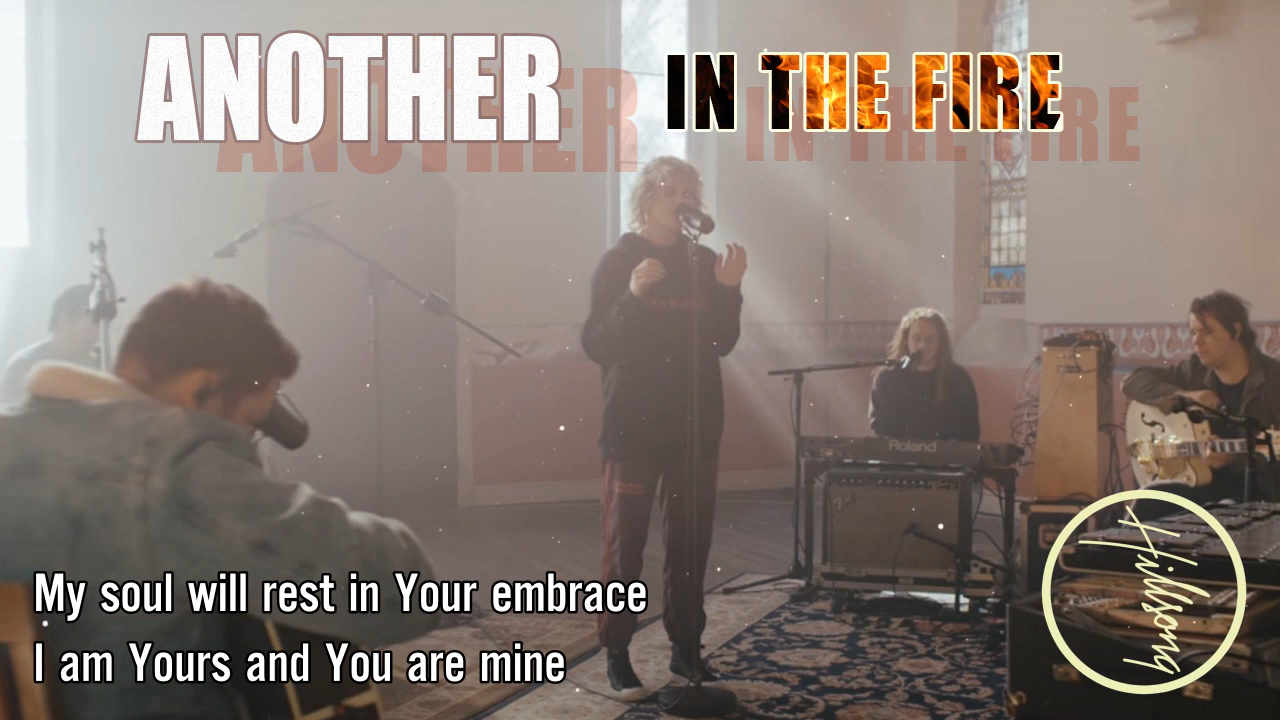 ANOTHER IN THE FIRE
Roland
My soul will rest in Your embrace
I am Yours and You are mine
Hillsong